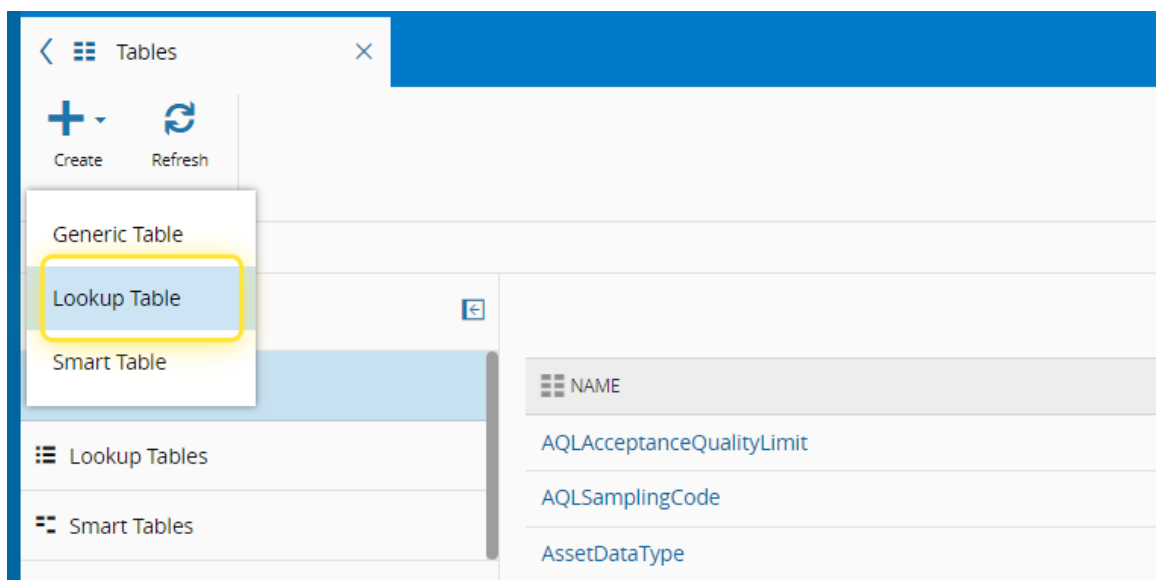 Tables
Create
Refresh
Generic Table
Lookup Table
Smart Table
Lookup Tables
Smart Tables
NAME
AQLAcceptanceQualityLimit
AQLSamplingCode
AssetDataType